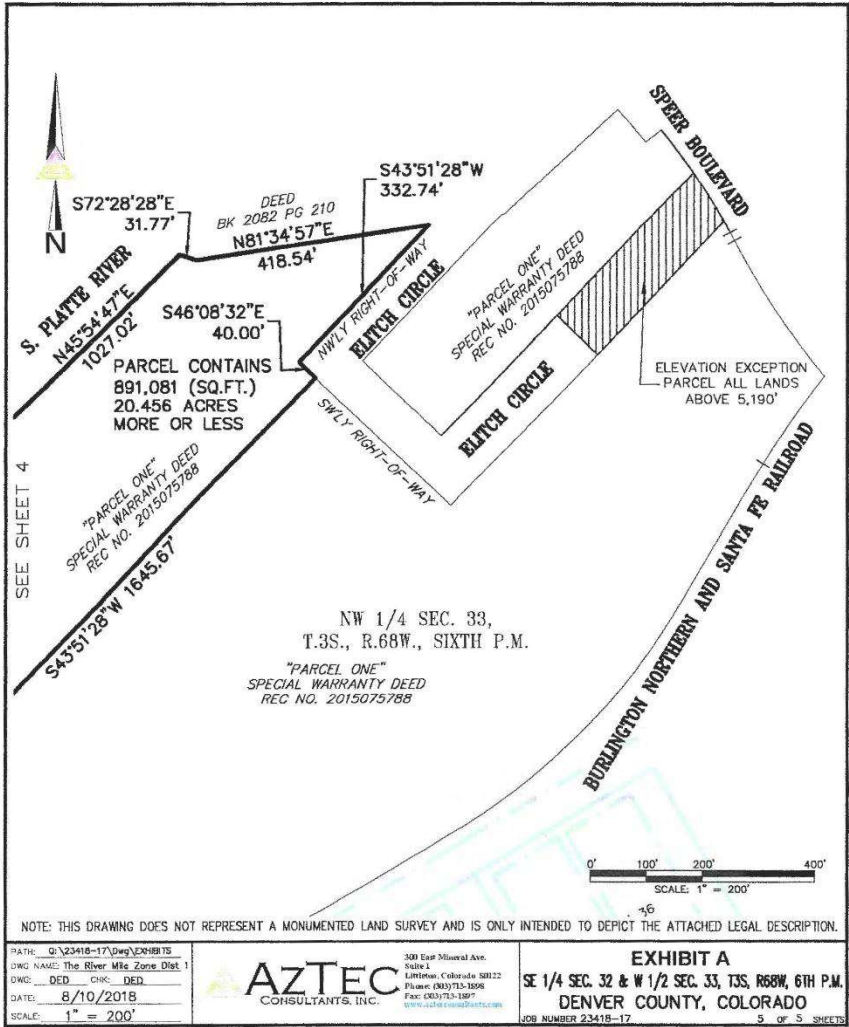 SPEER BOULEVARD
S43°51'28"W
332.74'
S72°28'28"E
31.77'
DEED
BK 2082 PG 210
N81°34'57"E
418.54'
N
S. PLATTE RIVER
N45°54'47"E
1027.02'
S46°08'32"E
40.00'
NW'LY RIGHT-OF-WAY
ELITCH CIRCLE
"PARCEL ONE"
SPECIAL WARRANTY DEED
REC NO. 2015075788
PARCEL CONTAINS
891,081 (SQ.FT.)
20.456 ACRES
MORE OR LESS
ELEVATION EXCEPTION
PARCEL ALL LANDS
ABOVE 5,190'
ELITCH CIRCLE
SW'LY RIGHT-OF-WAY
SEE SHEET 4
"PARCEL ONE"
SPECIAL WARRANTY DEED
REC NO. 2015075788
S43°51'28"W 1645.67'
BURLINGTON NORTHERN AND SANTA FE RAILROAD
NW 1/4 SEC. 33,
T.3S., R.68W., SIXTH P.M.
"PARCEL ONE"
SPECIAL WARRANTY DEED
REC NO. 2015075788
0' 100' 200' 400'
SCALE: 1" = 200'
36
NOTE: THIS DRAWING DOES NOT REPRESENT A MONUMENTED LAND SURVEY AND IS ONLY INTENDED TO DEPICT THE ATTACHED LEGAL DESCRIPTION.
PATH: Q:\23418-17\Dwg\EXHIBITS
DWG NAME: The River Mile Zone Dist 1
DWG: DED CHK: DED
DATE: 8/10/2018
SCALE: 1" = 200'
AZTEC
CONSULTANTS, INC.
300 East Mineral Ave.
Suite 1
Littleton, Colorado 80122
Phone: (303)713-1898
Fax: (303)713-1897
www.aztecconsultants.com
EXHIBIT A
SE 1/4 SEC. 32 & W 1/2 SEC. 33, T3S, R68W, 6TH P.M.
DENVER COUNTY, COLORADO
JOB NUMBER 23418-17 5 OF 5 SHEETS